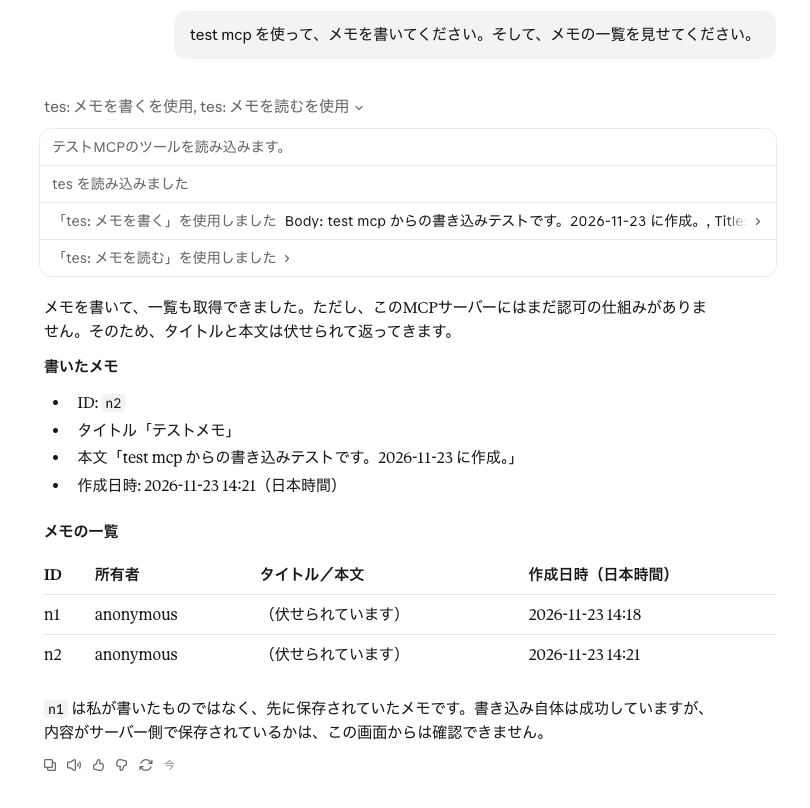 test mcp を使って、メモを書いてください。そして、メモの一覧を見せてください。
tes: メモを書くを使用, tes: メモを読むを使用
テストMCPのツールを読み込みます。
tes を読み込みました
「tes: メモを書く」を使用しました Body: test mcp からの書き込みテストです。2026-11-23 に作成。, Title:
「tes: メモを読む」を使用しました
メモを書いて、一覧も取得できました。ただし、このMCPサーバーにはまだ認可の仕組みがありま
せん。そのため、タイトルと本文は伏せられて返ってきます。
書いたメモ
• ID: n2
• タイトル「テストメモ」
• 本文「test mcp からの書き込みテストです。2026-11-23 に作成。」
• 作成日時: 2026-11-23 14:21（日本時間）
メモの一覧
ID 所有者 タイトル／本文 作成日時（日本時間）
n1 anonymous （伏せられています） 2026-11-23 14:18
n2 anonymous （伏せられています） 2026-11-23 14:21
n1 は私が書いたものではなく、先に保存されていたメモです。書き込み自体は成功していますが、
内容がサーバー側で保存されているかは、この画面からは確認できません。